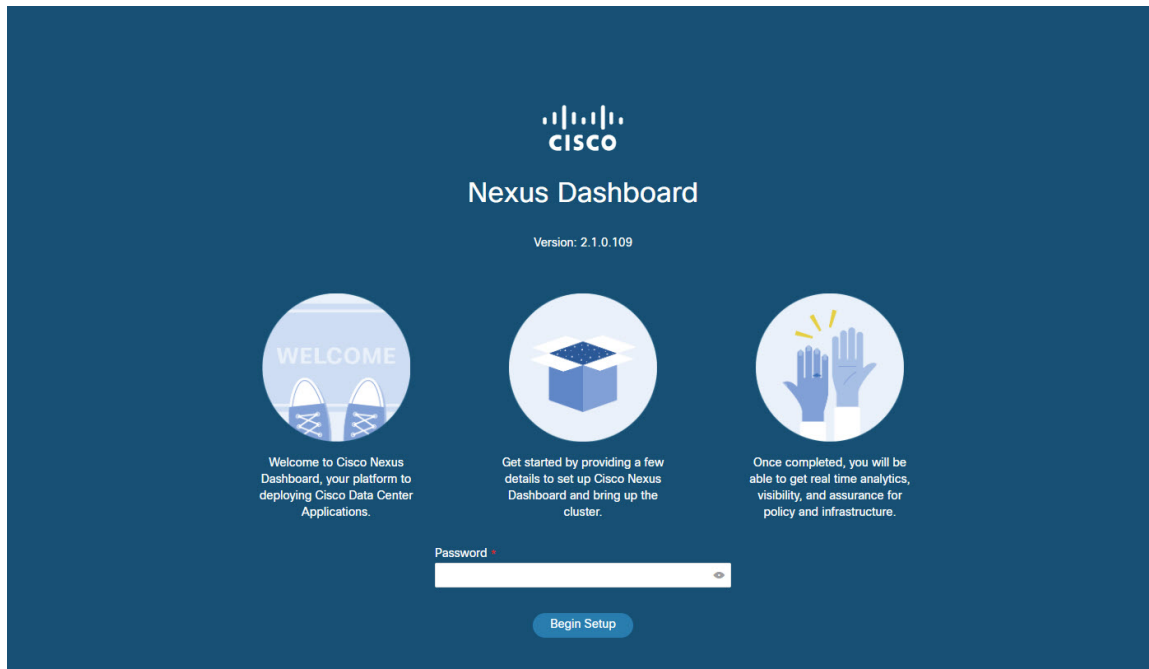 CISCO
Nexus Dashboard
Version: 2.1.0.109
WELCOME
Welcome to Cisco Nexus
Dashboard, your platform to
deploying Cisco Data Center
Applications.
Get started by providing a few
details to set up Cisco Nexus
Dashboard and bring up the
cluster.
Once completed, you will be
able to get real time analytics,
visibility, and assurance for
policy and infrastructure.
Password *
Begin Setup